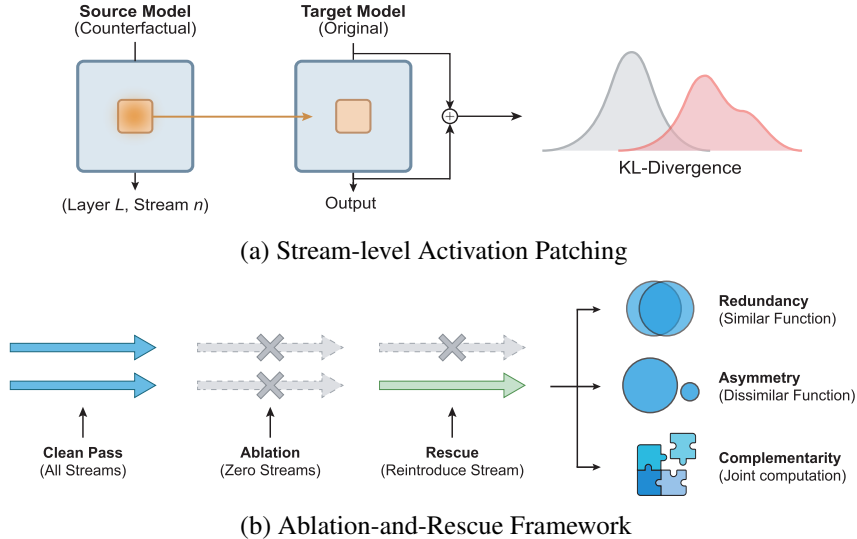 Source Model
(Counterfactual)
Target Model
(Original)
(Layer L, Stream n)
Output
KL-Divergence
(a) Stream-level Activation Patching
Clean Pass
(All Streams)
Ablation
(Zero Streams)
Rescue
(Reintroduce Stream)
Redundancy
(Similar Function)
Asymmetry
(Dissimilar Function)
Complementarity
(Joint computation)
(b) Ablation-and-Rescue Framework